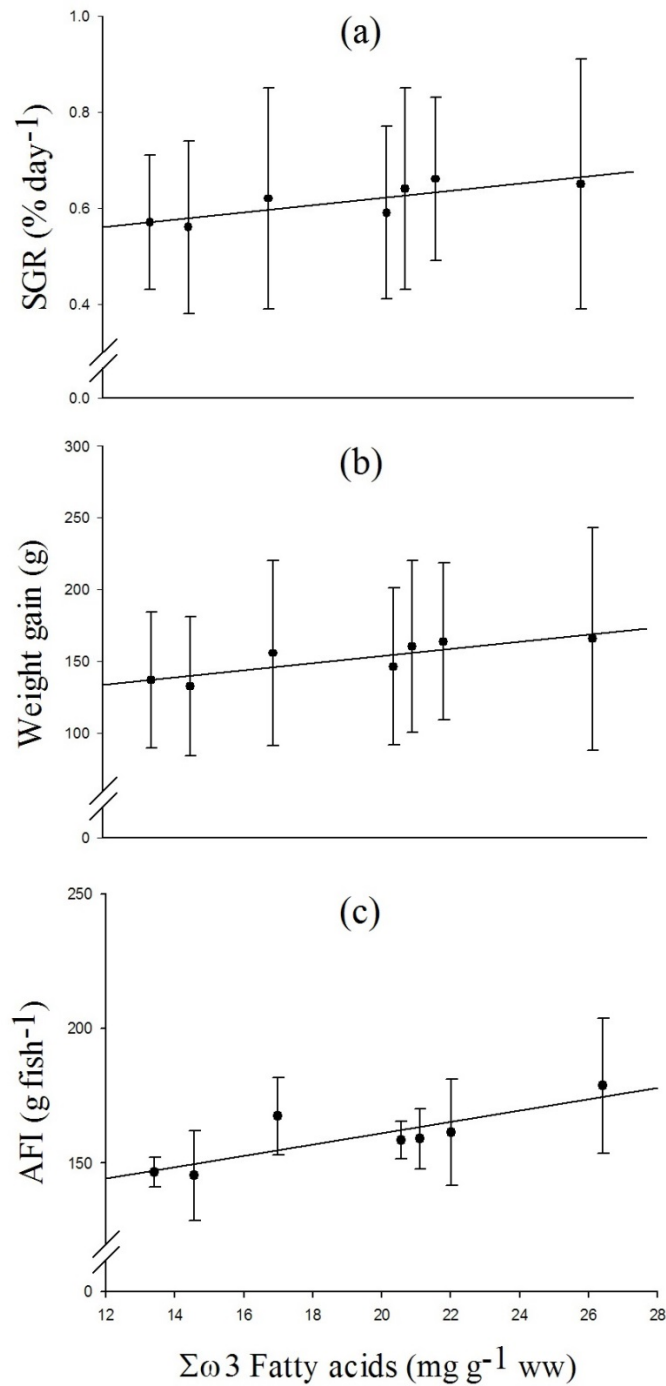 (a)
1.0
0.8
0.6
0.4
0.0
SGR (% day-1)
(b)
300
250
200
150
100
0
Weight gain (g)
(c)
250
200
150
0
AFI (g fish-1)
12 14 16 18 20 22 24 26 28
Σω3 Fatty acids (mg g-1 ww)